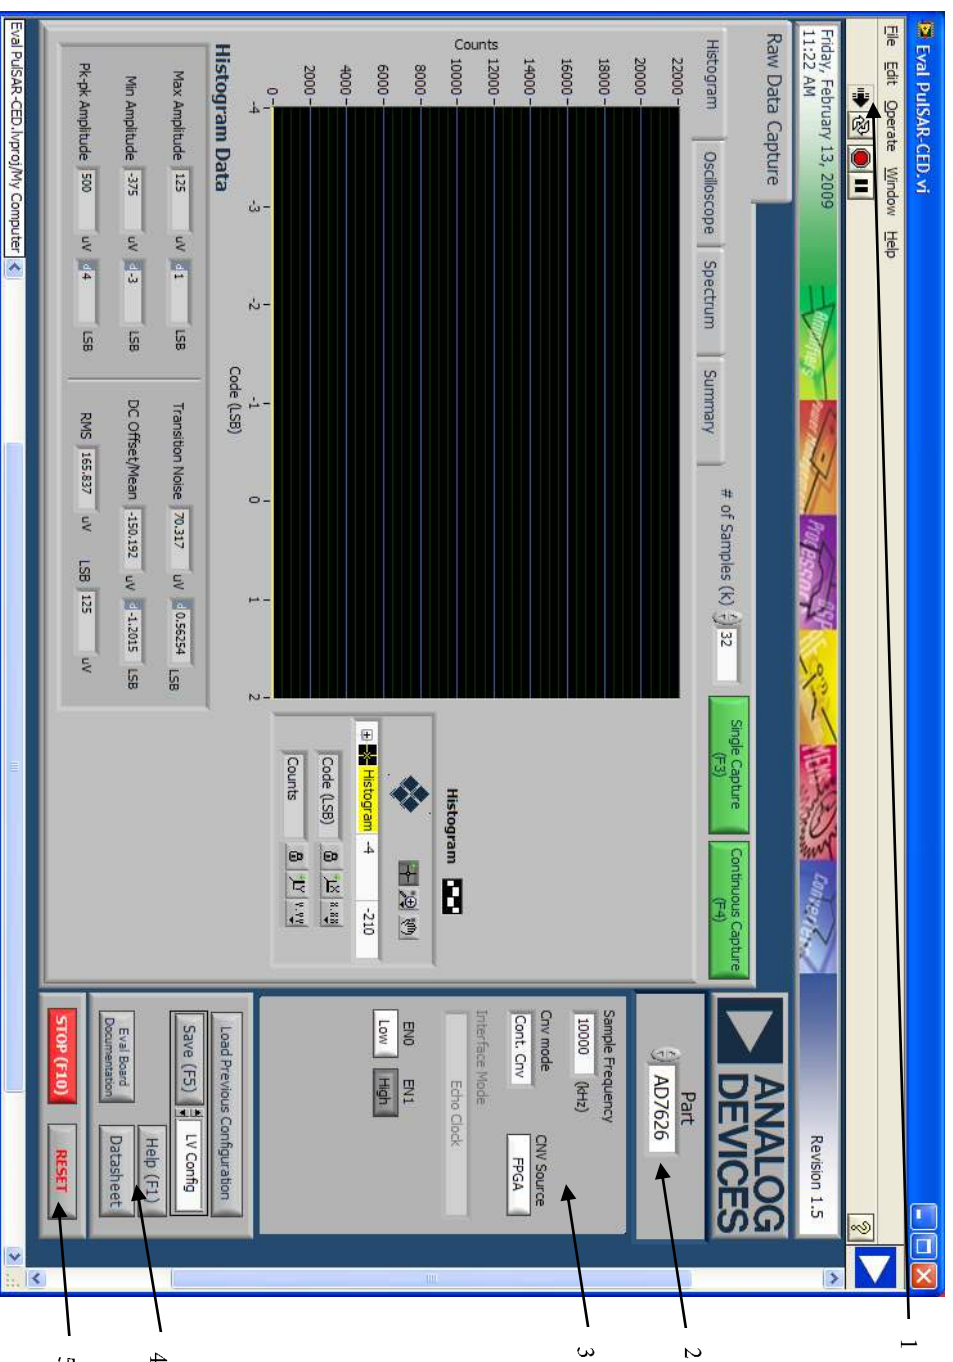 Eval PulSAR-CED.vi
File Edit Operate Window Help
Friday, February 13, 2009
11:22 AM
Amplifiers
Power Management
Processors
DSP
MEMS
Converters
Revision 1.5
Raw Data Capture
Histogram
Oscilloscope
Spectrum
Summary
# of Samples (k)
32
Single Capture
(F3)
Continuous Capture
(F4)
Counts
22000
20000
18000
16000
14000
12000
10000
8000
6000
4000
2000
0
-4 -3 -2 -1 0 1 2
Code (LSB)
Histogram
Histogram -4 -210
Code (LSB)
Counts
Histogram Data
Max Amplitude 125 uV d 1 LSB
Min Amplitude -375 uV d -3 LSB
Pk-pk Amplitude 500 uV d 4 LSB
Transition Noise 70.317 uV d 0.56254 LSB
DC Offset/Mean -150.192 uV d -1.2015 LSB
RMS 165.837 uV LSB 125 uV
ANALOG
DEVICES
Part
AD7626
Sample Frequency
10000 (kHz)
Cnv mode
Cont. Cnv
CNV Source
FPGA
Interface Mode
Echo Clock
EN0 EN1
Low High
Load Previous Configuration
Save (F5) LV Config
Eval Board
Documentation
Help (F1)
Datasheet
STOP (F10)
RESET
Eval PulSAR-CED.lvproj/My Computer
1
2
3
4
5